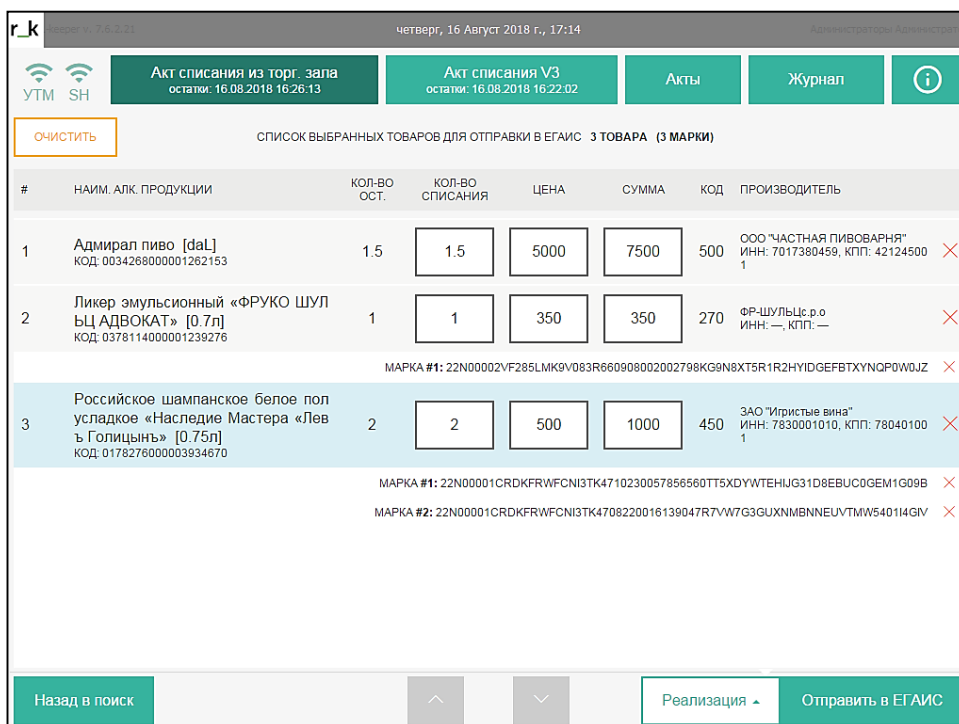 r_k
Keeper v. 7.6.2.21 четверг, 16 Август 2018 г., 17:14 Администраторы Администрат
УТМ SH
Акт списания из торг. зала
остатки: 16.08.2018 16:26:13
Акт списания V3
остатки: 16.08.2018 16:22:02
Акты
Журнал
ОЧИСТИТЬ
СПИСОК ВЫБРАННЫХ ТОВАРОВ ДЛЯ ОТПРАВКИ В ЕГАИС 3 ТОВАРА (3 МАРКИ)
# НАИМ. АЛК. ПРОДУКЦИИ КОЛ-ВО ОСТ. КОЛ-ВО СПИСАНИЯ ЦЕНА СУММА КОД ПРОИЗВОДИТЕЛЬ
1 Адмирал пиво [daL] 1.5 1.5 5000 7500 500 ООО "ЧАСТНАЯ ПИВОВАРНЯ"
КОД: 0034268000001262153 ИНН: 7017380459, КПП: 42124500
1
2 Ликер эмульсионный «ФРУКО ШУЛ
ЬЦ АДВОКАТ» [0.7л] 1 1 350 350 270 ФР-ШУЛЬЦс.р.о
КОД: 0378114000001239276 ИНН: —, КПП: —
МАРКА #1: 22N00002VF285LMK9V083R660908002002798KG9N8XT5R1R2HYIDGEFBTXYNQP0W0JZ
3 Российское шампанское белое пол
усладкое «Наследие Мастера «Лев
ъ Голицынъ» [0.75л] 2 2 500 1000 450 ЗАО "Игристые вина"
КОД: 0178276000003934670 ИНН: 7830001010, КПП: 78040100
1
МАРКА #1: 22N00001CRDKFRWFCNI3TK4710230057856560TT5XDYWTEHIJG31D8EBUC0GEM1G09B
МАРКА #2: 22N00001CRDKFRWFCNI3TK4708220016139047R7VW7G3GUXNMBNNEUVTMW5401I4GIV
Назад в поиск
Реализация
Отправить в ЕГАИС